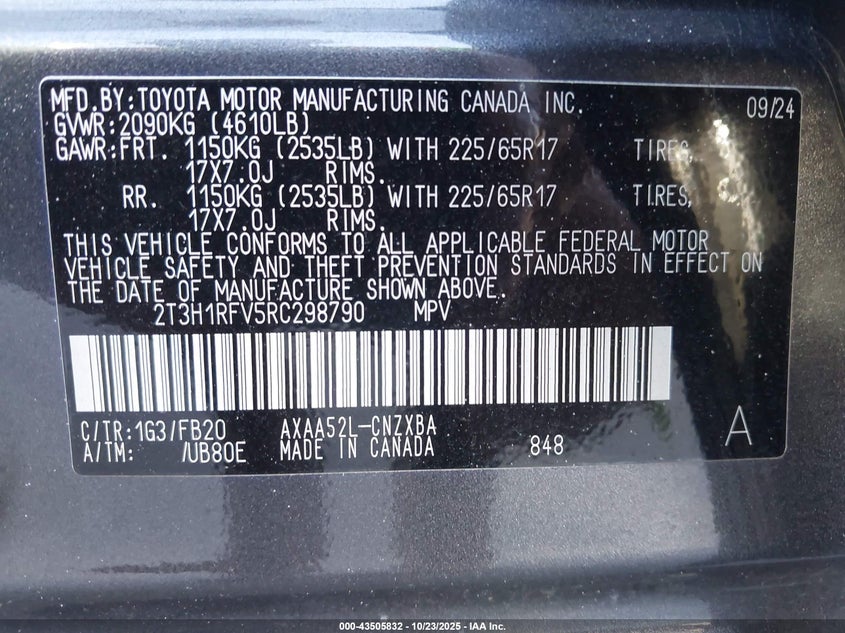 MFD.BY:TOYOTA MOTOR MANUFACTURING CANADA INC. 09/24
GVWR:2090KG (4610LB)
GAWR:FRT. 1150KG (2535LB) WITH 225/65R17 TIRES,
17X7.0J RIMS.
RR. 1150KG (2535LB) WITH 225/65R17 TIRES,
17X7.0J RIMS.
THIS VEHICLE CONFORMS TO ALL APPLICABLE FEDERAL MOTOR
VEHICLE SAFETY AND THEFT PREVENTION STANDARDS IN EFFECT ON
THE DATE OF MANUFACTURE SHOWN ABOVE.
2T3H1RFV5RC298790 MPV
C/TR:1G3/FB20 AXAA52L-CNZXBA A
A/TM: /UB80E MADE IN CANADA 848
000-43505832 - 10/23/2025 - IAA Inc.